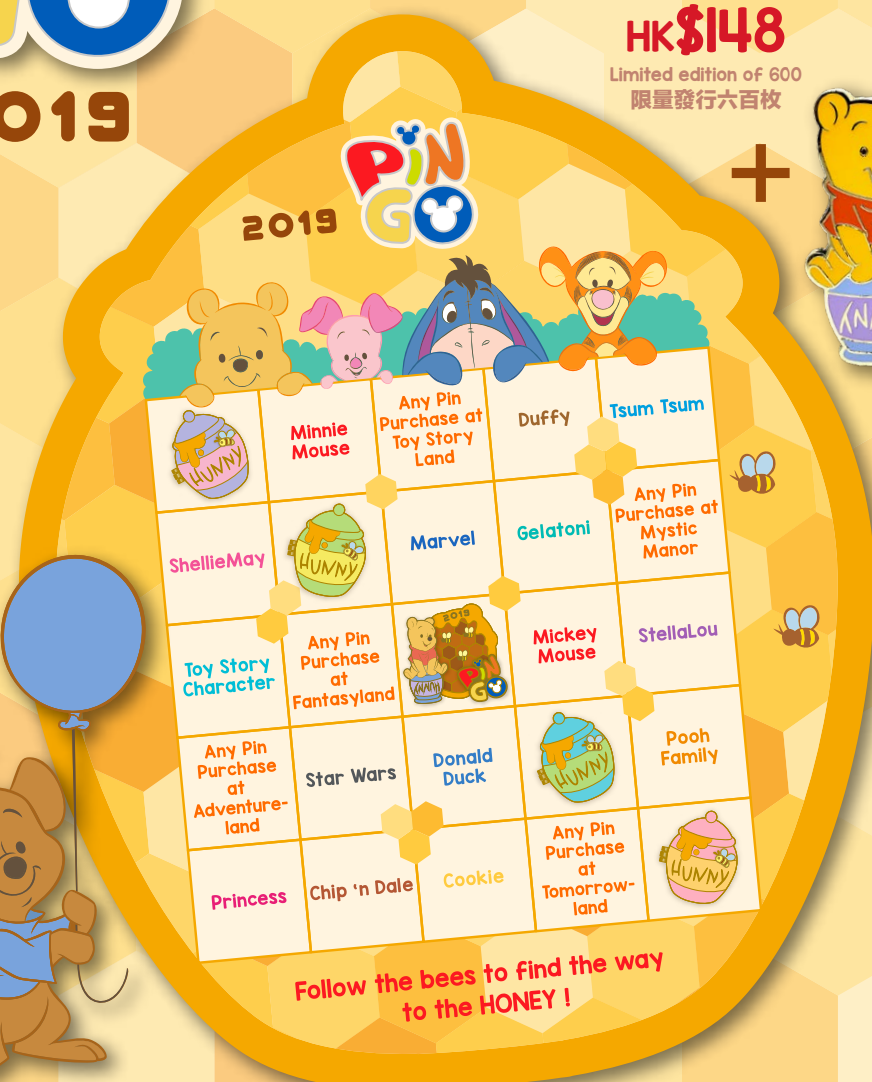 HK$148
Limited edition of 600
限量發行六百枚
2019
+
PiN
2019
GO
Minnie
Mouse
Any Pin
Purchase at
Toy Story
Land
Duffy
Tsum Tsum
HUNNY
ShellieMay
HUNNY
Marvel
Gelatoni
Any Pin
Purchase at
Mystic
Manor
Toy Story
Character
Any Pin
Purchase
at
Fantasyland
2019
HUNNY
PiN
GO
Mickey
Mouse
StellaLou
Any Pin
Purchase
at
Adventure-
land
Star Wars
Donald
Duck
HUNNY
Pooh
Family
Princess
Chip 'n Dale
Cookie
Any Pin
Purchase
at
Tomorrow-
land
HUNNY
Follow the bees to find the way
to the HONEY !